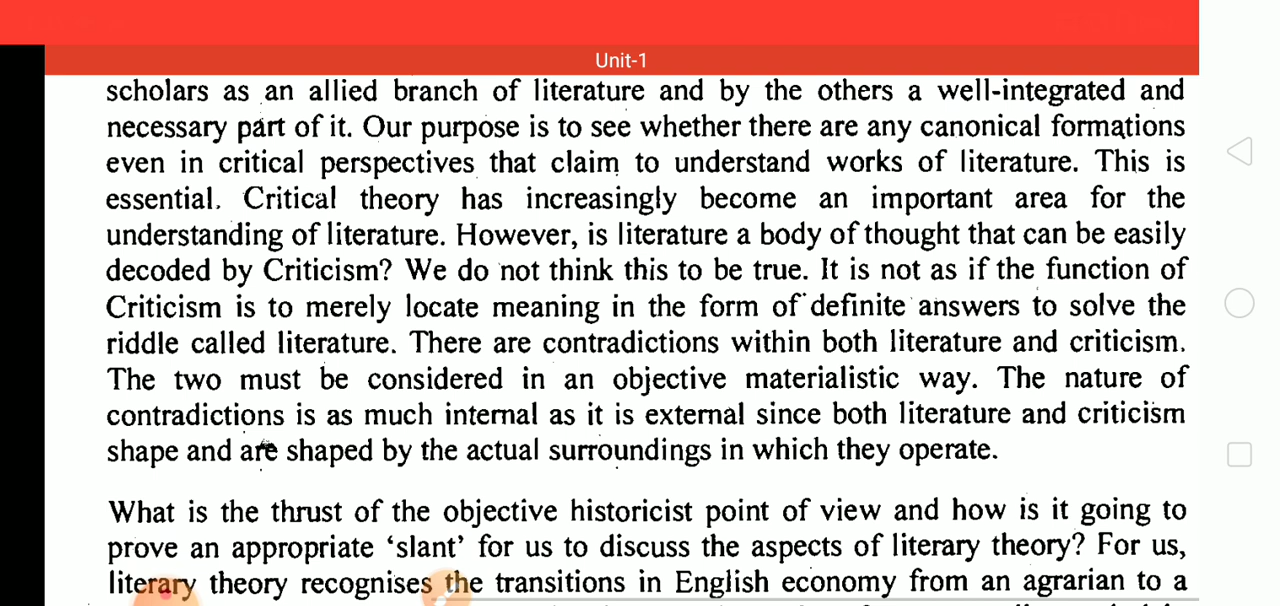 Unit-1
scholars as an allied branch of literature and by the others a well-integrated and
necessary part of it. Our purpose is to see whether there are any canonical formations
even in critical perspectives that claim to understand works of literature. This is
essential. Critical theory has increasingly become an important area for the
understanding of literature. However, is literature a body of thought that can be easily
decoded by Criticism? We do not think this to be true. It is not as if the function of
Criticism is to merely locate meaning in the form of definite answers to solve the
riddle called literature. There are contradictions within both literature and criticism.
The two must be considered in an objective materialistic way. The nature of
contradictions is as much internal as it is external since both literature and criticism
shape and are shaped by the actual surroundings in which they operate.
What is the thrust of the objective historicist point of view and how is it going to
prove an appropriate ‘slant’ for us to discuss the aspects of literary theory? For us,
literary theory recognises the transitions in English economy from an agrarian to a